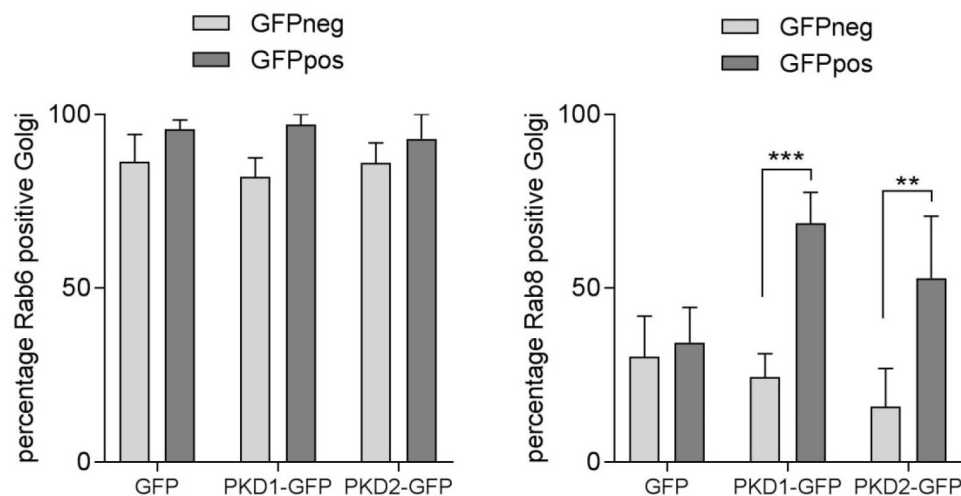 GFPneg
GFPpos
percentage Rab6 positive Golgi
100
50
0
GFP PKD1-GFP PKD2-GFP
GFPneg
GFPpos
percentage Rab8 positive Golgi
100
50
0
***
**
GFP PKD1-GFP PKD2-GFP